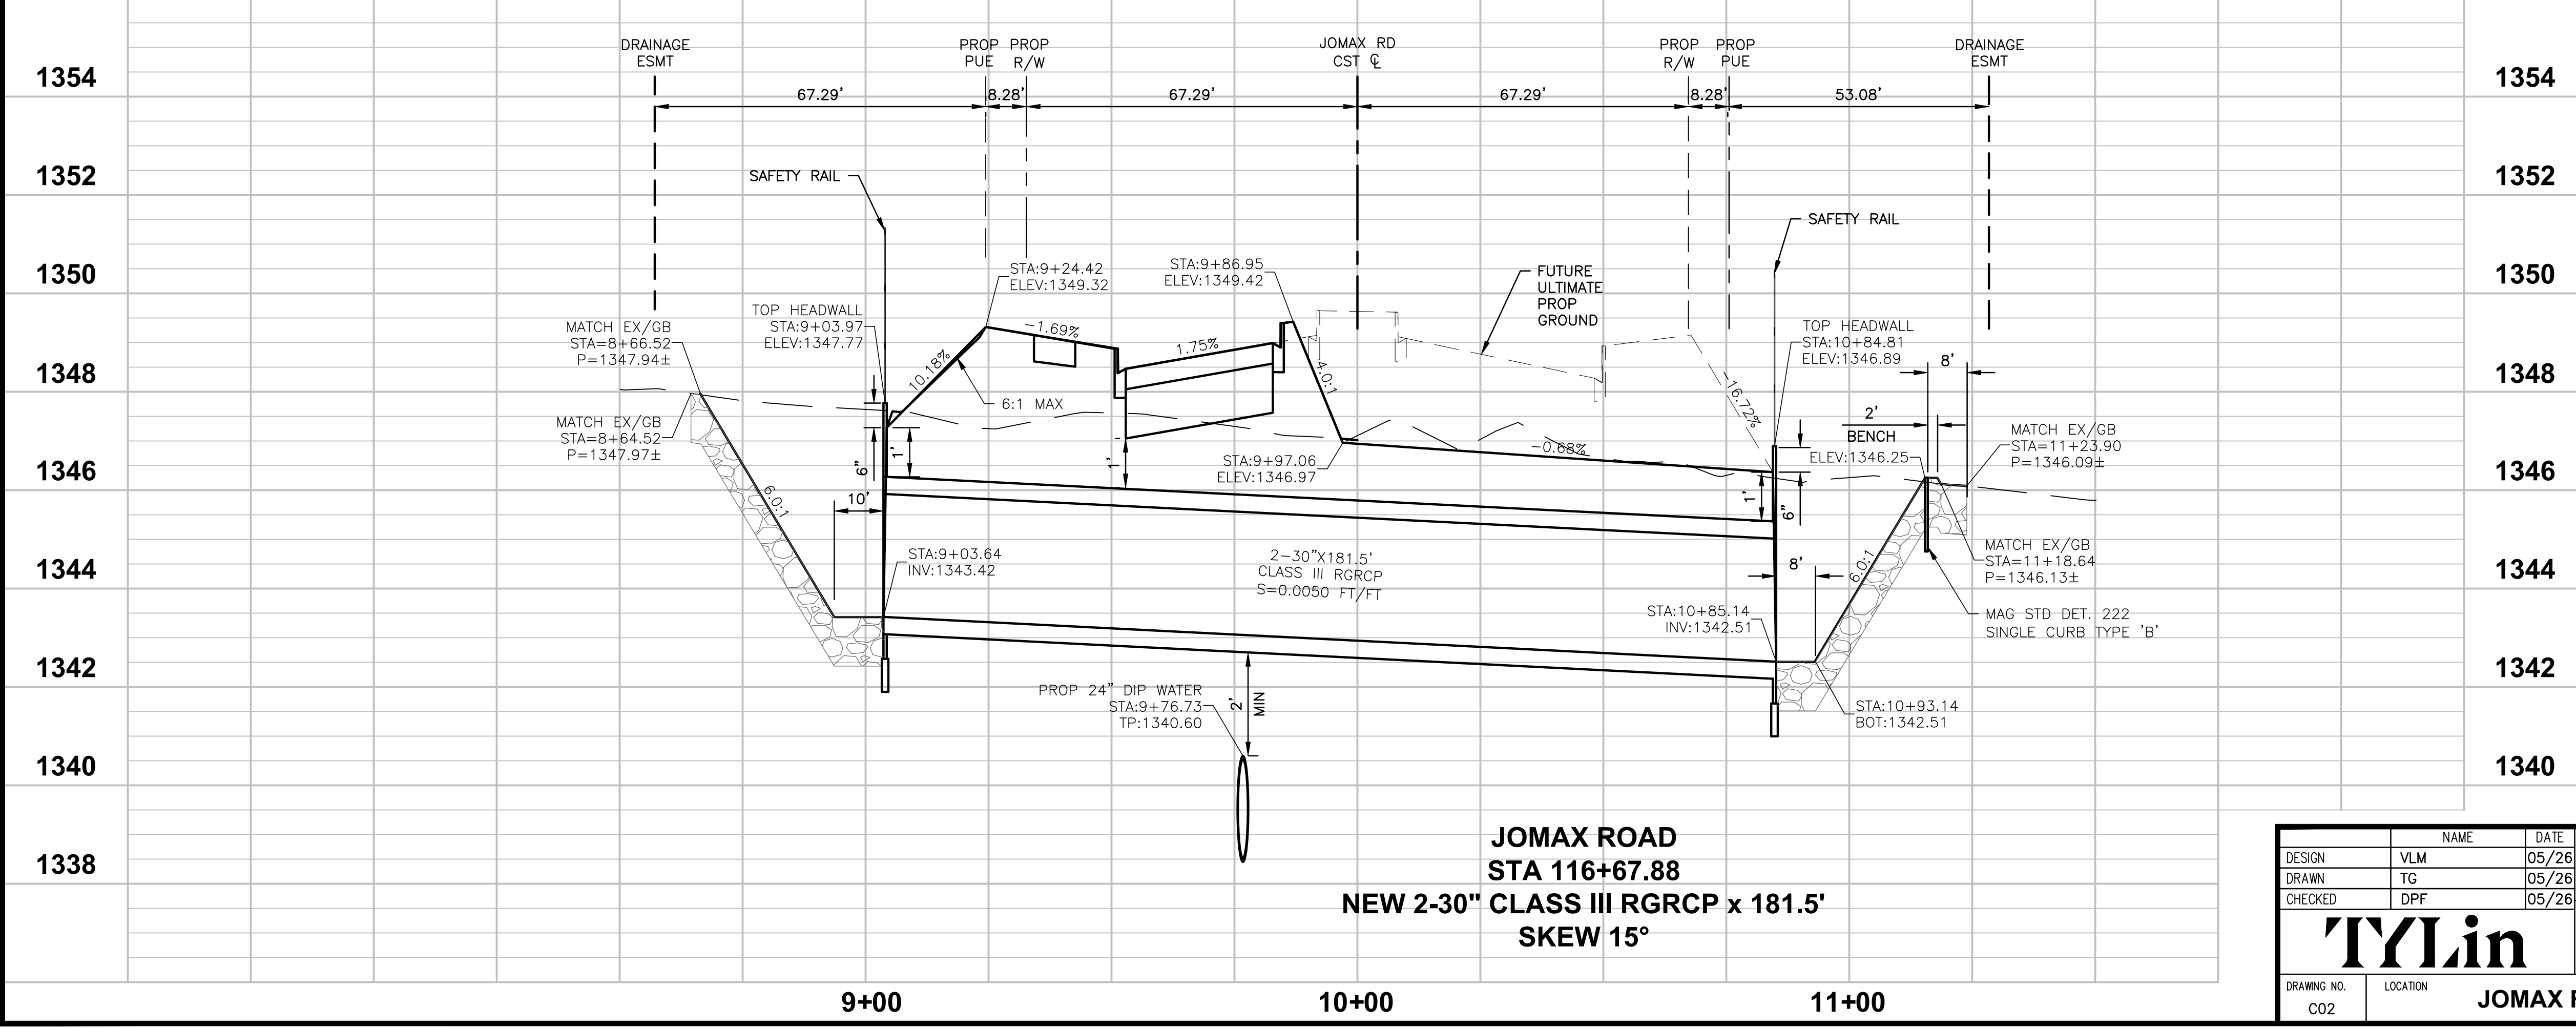 DRAINAGE
ESMT
PROP
PUE
PROP
R/W
JOMAX RD
CST ℄
PROP
R/W
PROP
PUE
DRAINAGE
ESMT
1354
1354
67.29'
8.28'
67.29'
67.29'
8.28'
53.08'
1352
1352
SAFETY RAIL
SAFETY RAIL
1350
1350
STA:9+24.42
ELEV:1349.32
STA:9+86.95
ELEV:1349.42
FUTURE
ULTIMATE
PROP
GROUND
TOP HEADWALL
STA:9+03.97
ELEV:1347.77
MATCH EX/GB
STA=8+66.52
P=1347.94±
-1.69%
1.75%
10.18%
4.0:1
6:1 MAX
-16.72%
TOP HEADWALL
STA:10+84.81
ELEV:1346.89
8'
1348
1348
MATCH EX/GB
STA=8+64.52
P=1347.97±
2'
BENCH
ELEV:1346.25
MATCH EX/GB
STA=11+23.90
P=1346.09±
-0.68%
STA:9+97.06
ELEV:1346.97
6"
1'
1'
1'
6"
1346
1346
6.0:1
10'
STA:9+03.64
INV:1343.42
2-30"X181.5'
CLASS III RGRCP
S=0.0050 FT/FT
8'
6.0:1
MATCH EX/GB
STA=11+18.64
P=1346.13±
1344
1344
STA:10+85.14
INV:1342.51
MAG STD DET. 222
SINGLE CURB TYPE 'B'
1342
1342
PROP 24" DIP WATER
STA:9+76.73
TP:1340.60
2'
MIN
STA:10+93.14
BOT:1342.51
1340
1340
1338
JOMAX ROAD
STA 116+67.88
NEW 2-30" CLASS III RGRCP x 181.5'
SKEW 15°
9+00
10+00
11+00
NAME DATE
DESIGN VLM 05/26
DRAWN TG 05/26
CHECKED DPF 05/26
TYLin
DRAWING NO.
C02
LOCATION
JOMAX